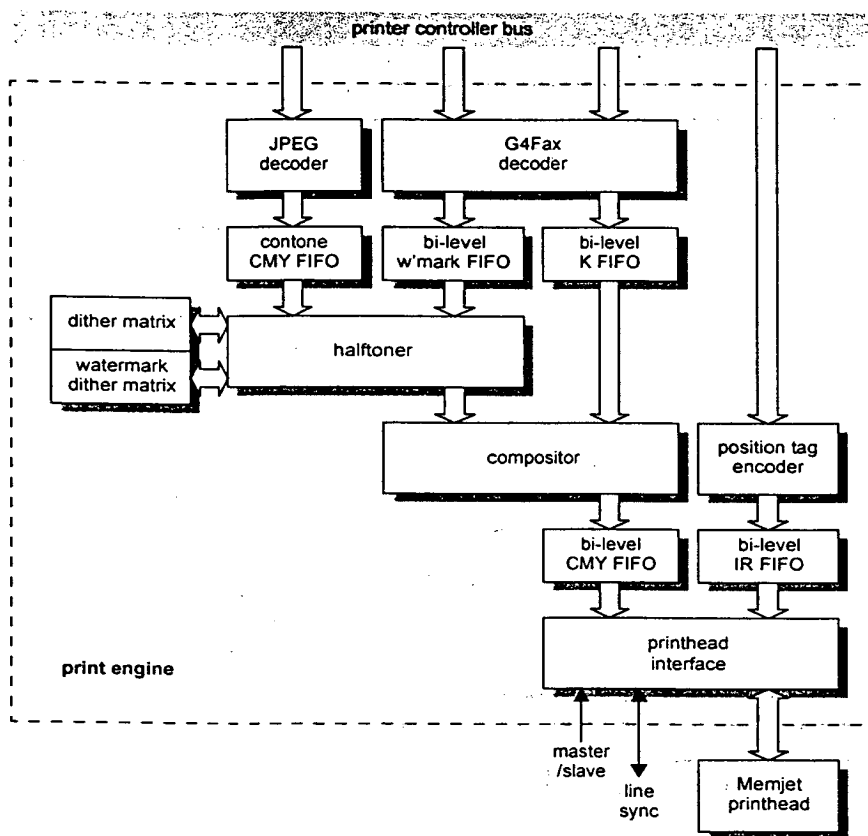 printer controller bus
JPEG
decoder
G4Fax
decoder
contone
CMY FIFO
bi-level
w'mark FIFO
bi-level
K FIFO
dither matrix
watermark
dither matrix
halftoner
compositor
position tag
encoder
bi-level
CMY FIFO
bi-level
IR FIFO
printhead
interface
print engine
master
/slave
line
sync
Memjet
printhead